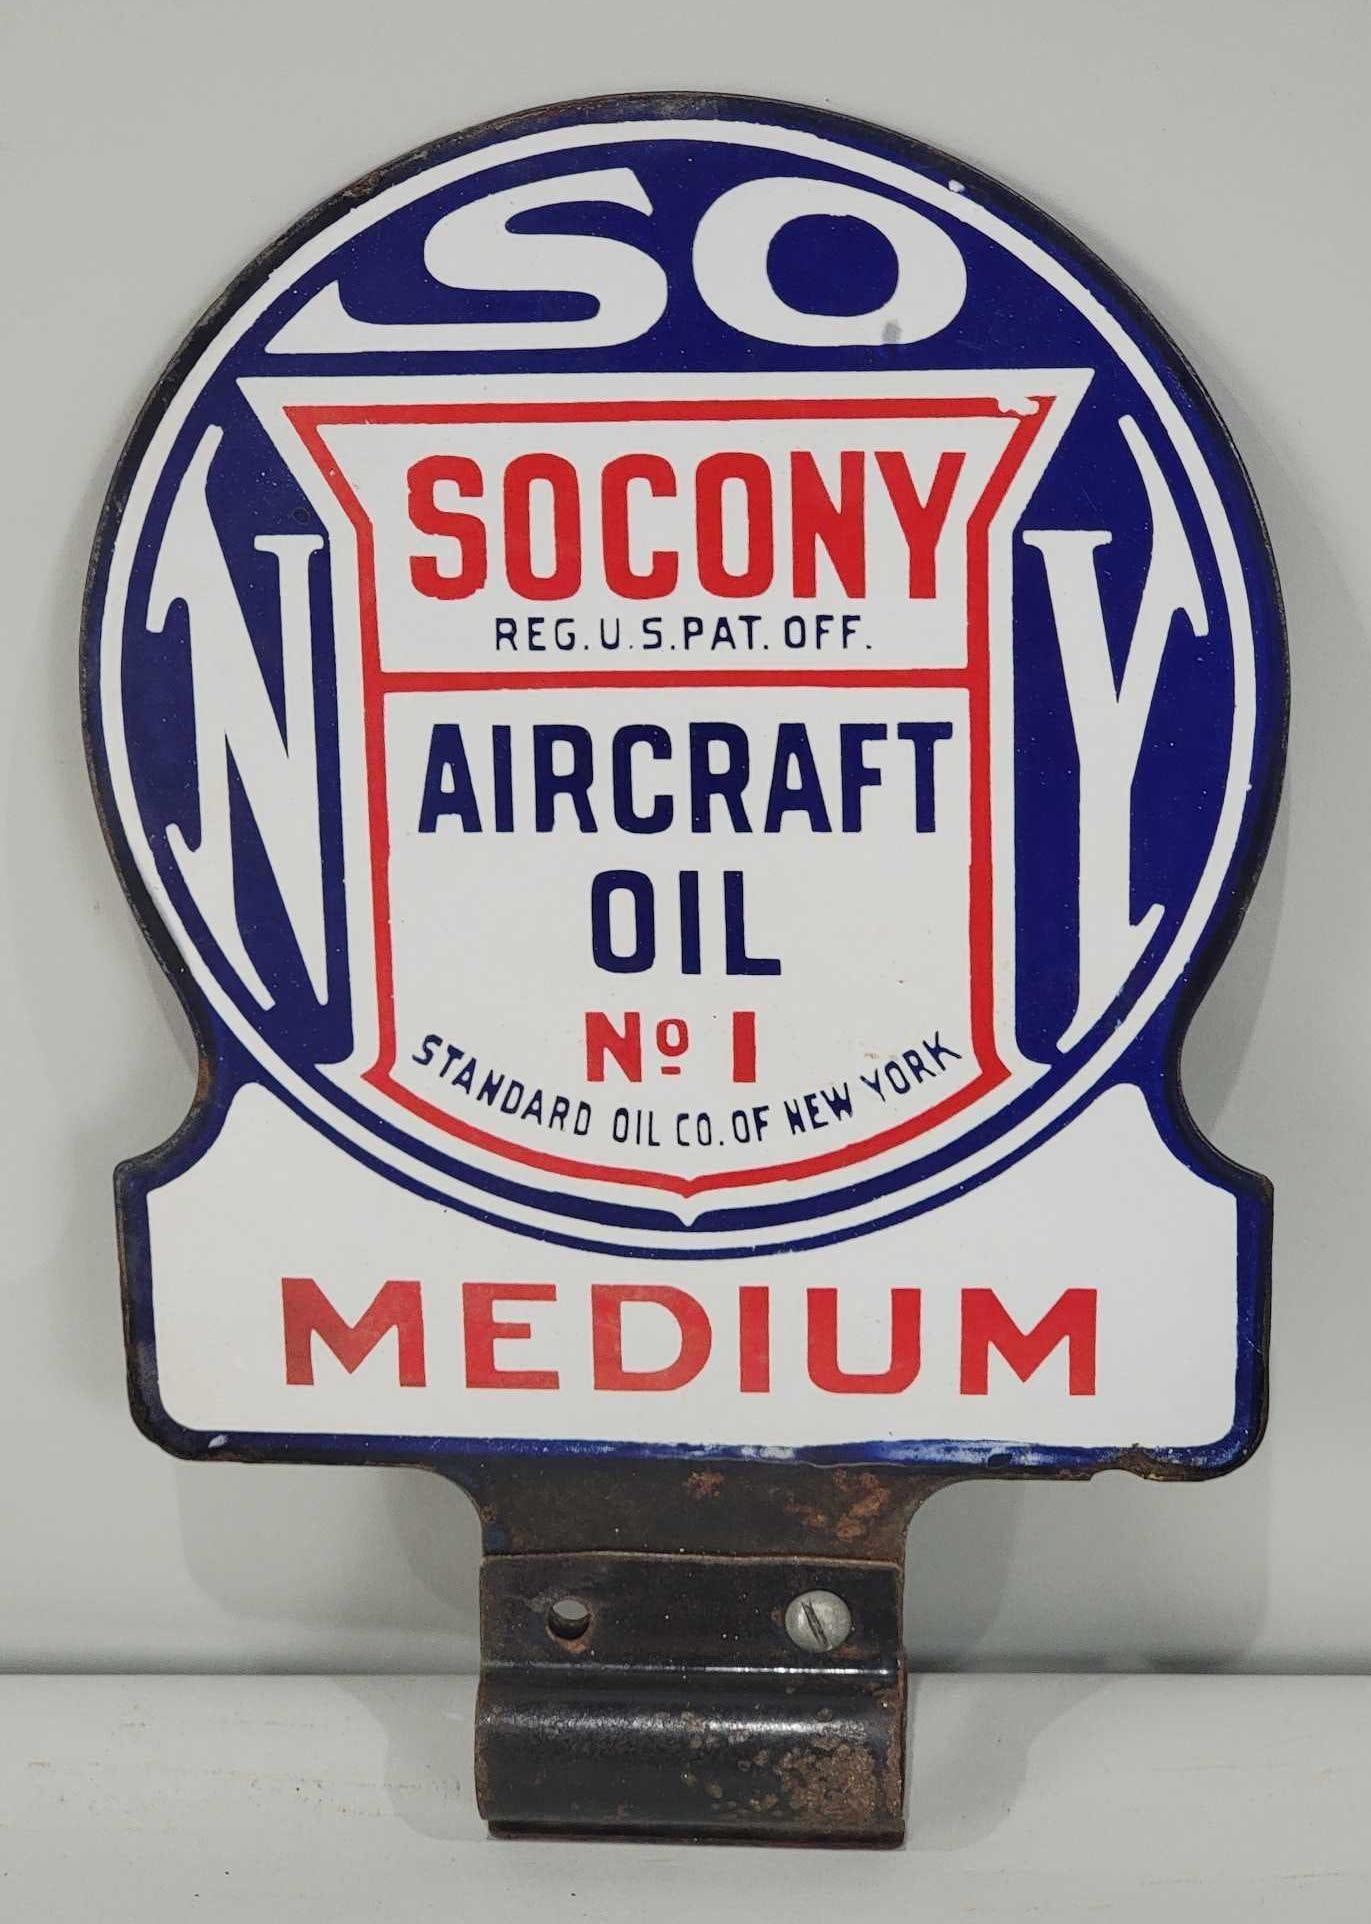 SO
N Y
SOCONY
REG. U.S. PAT. OFF.
AIRCRAFT
OIL
Nº 1
STANDARD OIL CO. OF NEW YORK
MEDIUM